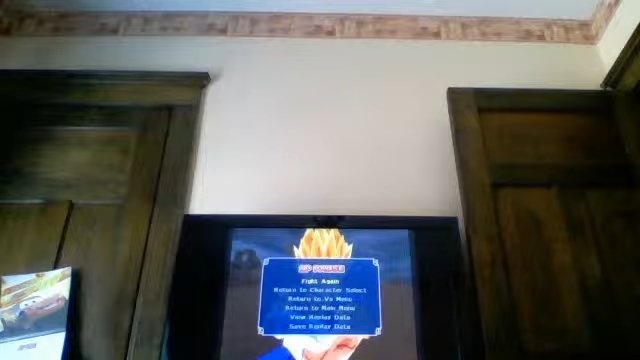 Fight Again
Return to Character Select
Return to Vs Menu
Return to Main Menu
View Replay Data
Save Replay Data